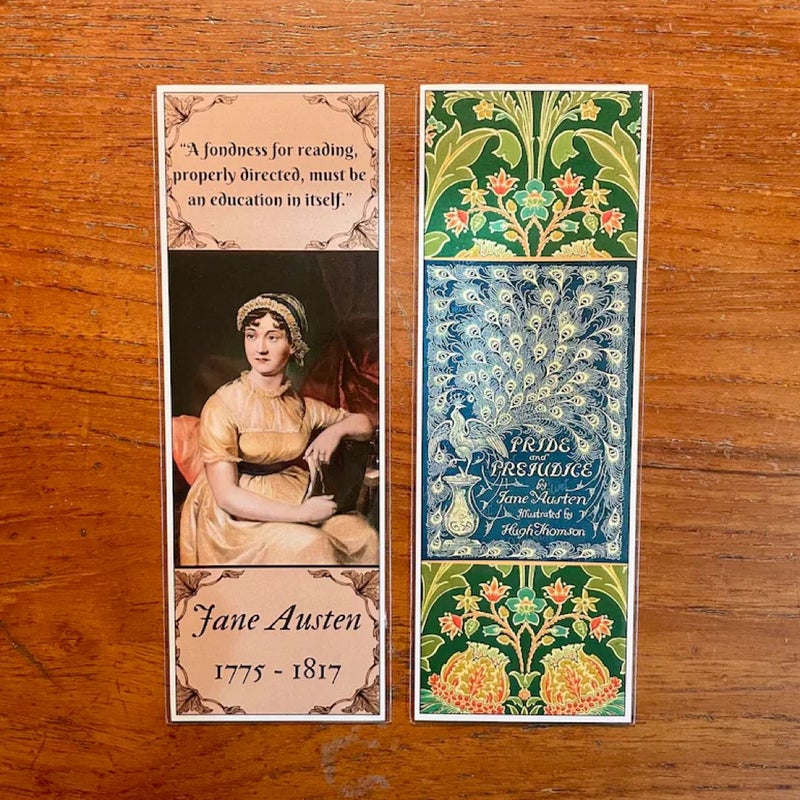 “A fondness for reading,
properly directed, must be
an education in itself.”
Jane Austen
1775 - 1817
PRIDE
and
PREJUDICE
by
Jane Austen
Illustrated by
Hugh Thomson